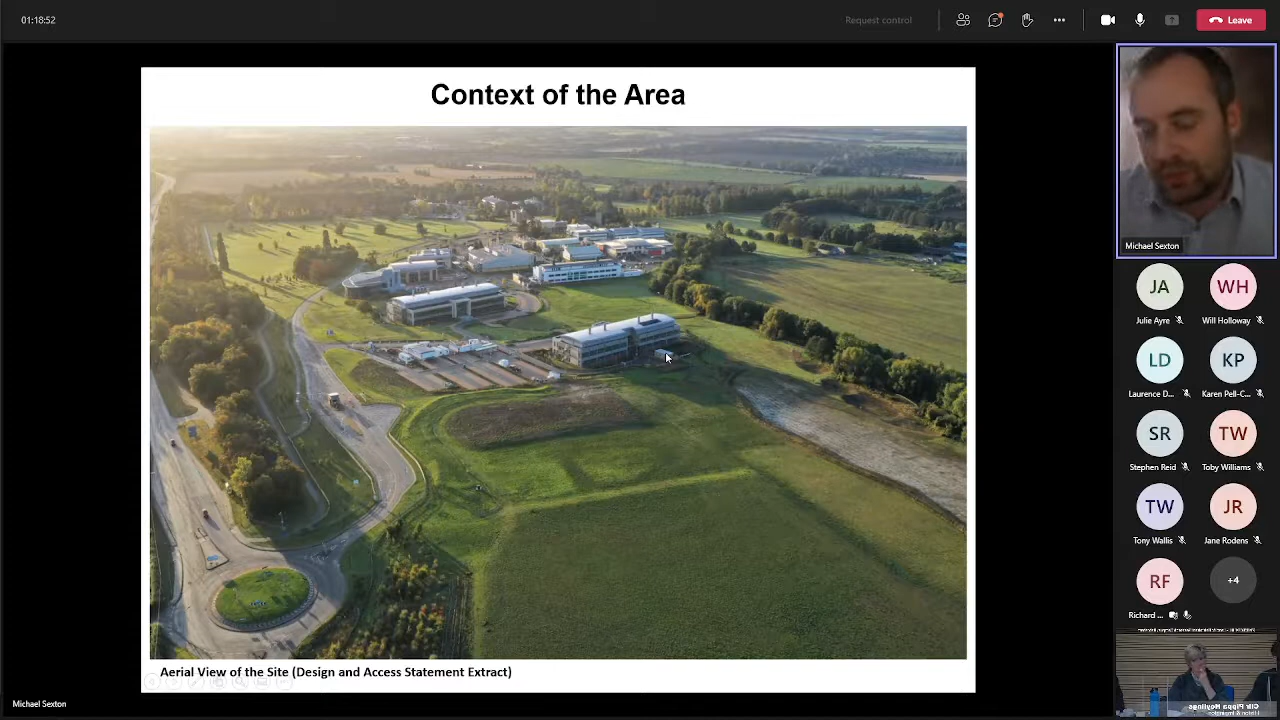 01:18:52
Request control
Leave
Context of the Area
Aerial View of the Site (Design and Access Statement Extract)
Michael Sexton
Michael Sexton
JA
WH
Julie Ayre
Will Holloway
LD
KP
Laurence D...
Karen Pell-C...
SR
TW
Stephen Reid
Toby Williams
TW
JR
Tony Wallis
Jane Rodens
RF
+4
Richard ...